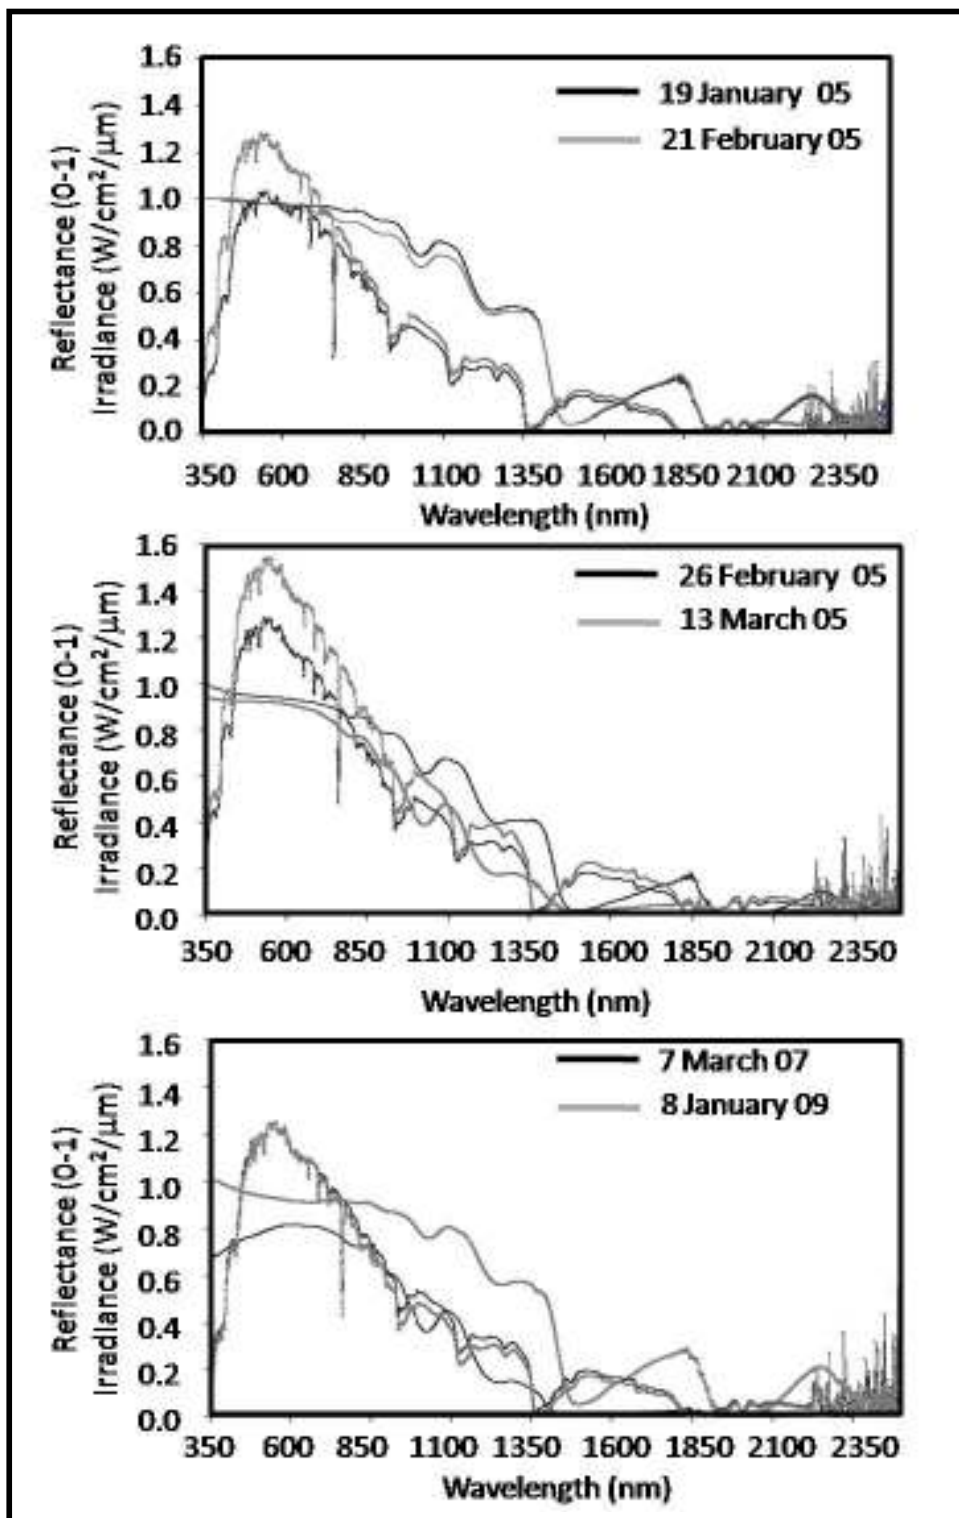 Reflectance (0-1)
Irradiance (W/cm²/µm)
1.6
1.4
1.2
1.0
0.8
0.6
0.4
0.2
0.0
19 January 05
21 February 05
350 600 850 1100 1350 1600 1850 2100 2350
Wavelength (nm)
Reflectance (0-1)
Irradiance (W/cm²/µm)
1.6
1.4
1.2
1.0
0.8
0.6
0.4
0.2
0.0
26 February 05
13 March 05
350 600 850 1100 1350 1600 1850 2100 2350
Wavelength (nm)
Reflectance (0-1)
Irradiance (W/cm²/µm)
1.6
1.4
1.2
1.0
0.8
0.6
0.4
0.2
0.0
7 March 07
8 January 09
350 600 850 1100 1350 1600 1850 2100 2350
Wavelength (nm)